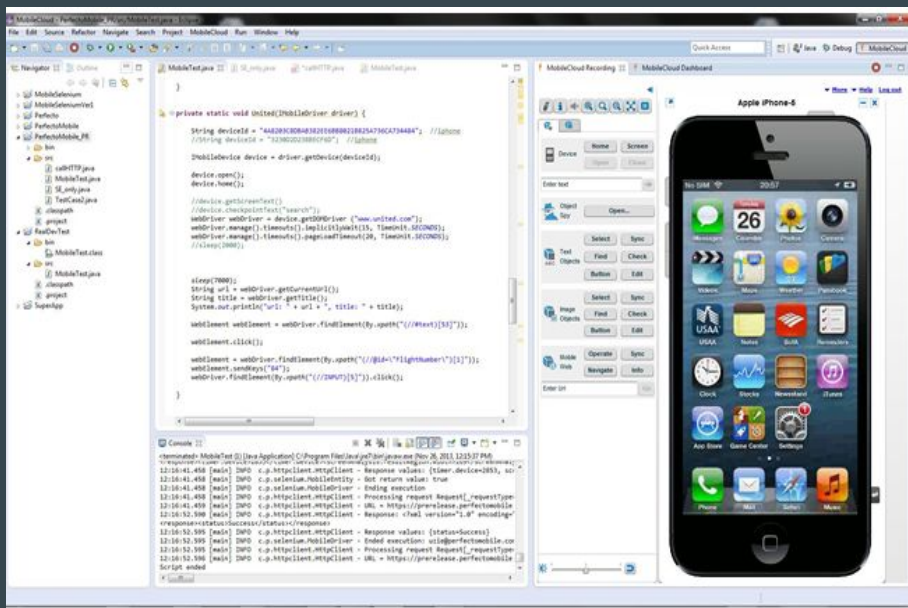 MobileCloud - PerfectoMobile_PR/src/MobileTest.java - Eclipse
File Edit Source Refactor Navigate Search Project MobileCloud Run Window Help
Quick Access Java Debug MobileCloud
Navigator Outline
MobileSelenium
MobileSeleniumVer1
Perfecto
PerfectoMobile
PerfectoMobile_PR
bin
src
callHTTP.java
MobileTest.java
SE_only.java
TestCase2.java
.classpath
.project
RealDevTest
bin
MobileTest.class
src
MobileTest.java
.classpath
.project
SuperApp
MobileTest.java SE_only.java *callHTTP.java MobileTest.java
}
private static void United(IMobileDriver driver) {
String deviceId = //iphone
//String deviceId = //iphone
IMobileDevice device = driver.getDevice(deviceId);
device.open();
device.home();
//device.getScreenText()
//device.checkpointText("search");
WebDriver webDriver = device.getDOMDriver ("www.united.com");
webDriver.manage().timeouts().implicitlyWait(15, TimeUnit.SECONDS);
webDriver.manage().timeouts().pageLoadTimeout(20, TimeUnit.SECONDS);
//sleep(2000);
sleep(7000);
String url = webDriver.getCurrentUrl();
String title = webDriver.getTitle();
System.out.println("url: " + url + ", title: " + title);
WebElement webElement = webDriver.findElement(By.xpath("(//#text)[53]"));
webElement.click();
webElement = webDriver.findElement(By.xpath("(//@id=\"FlightNumber\")[1]"));
webElement.sendKeys("84");
webDriver.findElement(By.xpath("(//INPUT)[5]")).click();
}
Console
<terminated> MobileTest (1) [Java Application] C:\Program Files\Java\jre7\bin\javaw.exe (Nov 26, 2013, 12:15:37 PM)
12:16:41.458 [main] INFO c.p.httpclient.HttpClient - Response values: {timer.device=2853,
12:16:41.458 [main] INFO c.p.selenium.MobileEntity - Got return value: true
12:16:41.458 [main] INFO c.p.selenium.MobileDriver - Ending execution
12:16:41.458 [main] INFO c.p.httpclient.HttpClient - Processing request Request[_requestType=
12:16:41.459 [main] INFO c.p.httpclient.HttpClient - URL = https://prerelease.perfectomobile
12:16:52.590 [main] INFO c.p.httpclient.HttpClient - Response: <?xml version="1.0" encoding="
<response><status>Success</status></response>
12:16:52.595 [main] INFO c.p.httpclient.HttpClient - Response values: {status=Success}
12:16:52.595 [main] INFO c.p.selenium.MobileDriver - Ended execution:
12:16:52.595 [main] INFO c.p.httpclient.HttpClient - Processing request Request[_requestType=
12:16:52.596 [main] INFO c.p.httpclient.HttpClient - URL = https://prerelease.perfectomobile
Script ended
MobileCloud Recording MobileCloud Dashboard
More Help Log out
Device Home Screen
Open Close
Enter text
Object Spy Open...
Text Objects
Select Sync
Find Check
Button Edit
Image Objects
Select Sync
Find Check
Button Edit
Mobile Web
Operate Sync
Navigate Info
Enter Url
Apple iPhone-5
No SIM 20:57
Tuesday
26
Messages Calendar Photos Camera
Videos Maps Weather Passbook
USAA
USAA Notes BofA Reminders
Clock Stocks Newsstand iTunes
1
App Store Game Center Settings
Phone Mail Safari Music